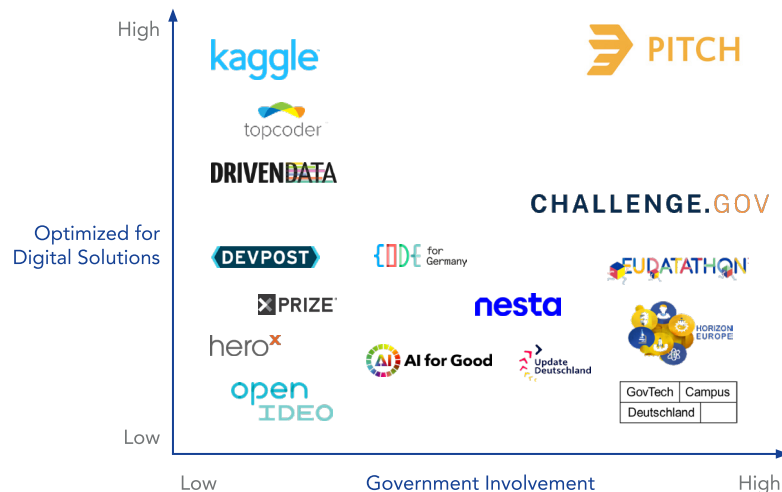 High
kaggle
PITCH
topcoder
DRIVENDATA
CHALLENGE.GOV
Optimized for
Digital Solutions
DEVPOST
CODE for
Germany
EUDATATHON
XPRIZE
nesta
HORIZON
EUROPE
herox
AI AI for Good
Update
Deutschland
open
IDEO
GovTech Campus
Deutschland
Low
Low Government Involvement High